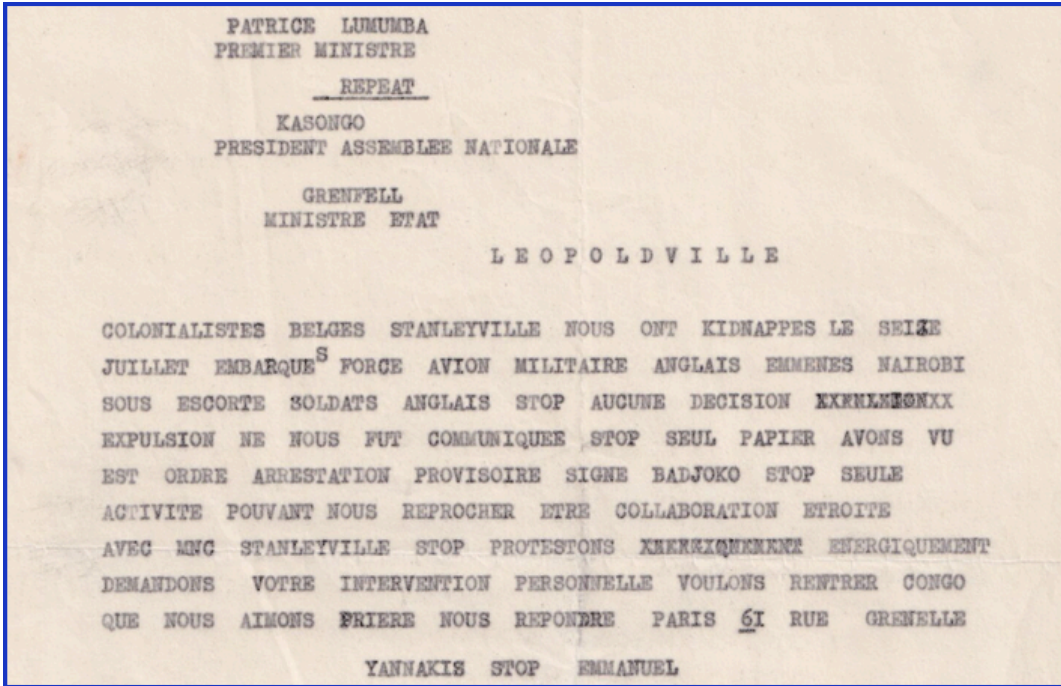 PATRICE LUMUMBA
PREMIER MINISTRE
REPEAT
KASONGO
PRESIDENT ASSEMBLEE NATIONALE
GRENFELL
MINISTRE ETAT
LEOPOLDVILLE
COLONIALISTES BELGES STANLEYVILLE NOUS ONT KIDNAPPES LE SEIZE
JUILLET EMBARQUES FORCE AVION MILITAIRE ANGLAIS EMMENES NAIROBI
SOUS ESCORTE SOLDATS ANGLAIS STOP AUCUNE DECISION
EXPULSION NE NOUS FUT COMMUNIQUEE STOP SEUL PAPIER AVONS VU
EST ORDRE ARRESTATION PROVISOIRE SIGNE BADJOKO STOP SEULE
ACTIVITE POUVANT NOUS REPROCHER ETRE COLLABORATION ETROITE
AVEC MNC STANLEYVILLE STOP PROTESTONS ENERGIQUEMENT
DEMANDONS VOTRE INTERVENTION PERSONNELLE VOULONS RENTRER CONGO
QUE NOUS AIMONS PRIERE NOUS REPONDRE PARIS 6I RUE GRENELLE
YANNAKIS STOP EMMANUEL